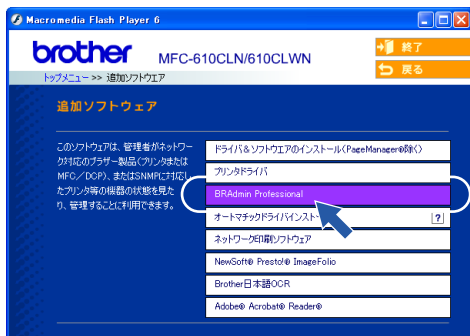 Macromedia Flash Player 6
brother
MFC-610CLN/610CLWN
終了
戻る
トップメニュー >> 追加ソフトウエア
追加ソフトウェア
このソフトウェアは、管理者がネットワー
ク対応のブラザー製品(プリンタまたは
MFC/DCP)、またはSNMPに対応し
たプリンタ等の機器の状態を見た
り、管理することに利用できます。
ドライバ&ソフトウエアのインストール(PageManager®除く)
プリンタドライバ
BRAdmin Professional
オートマチックドライバインスト
?
ネットワーク印刷ソフトウェア
NewSoft® Presto!® ImageFolio
Brother日本語OCR
Adobe® Acrobat® Reader®